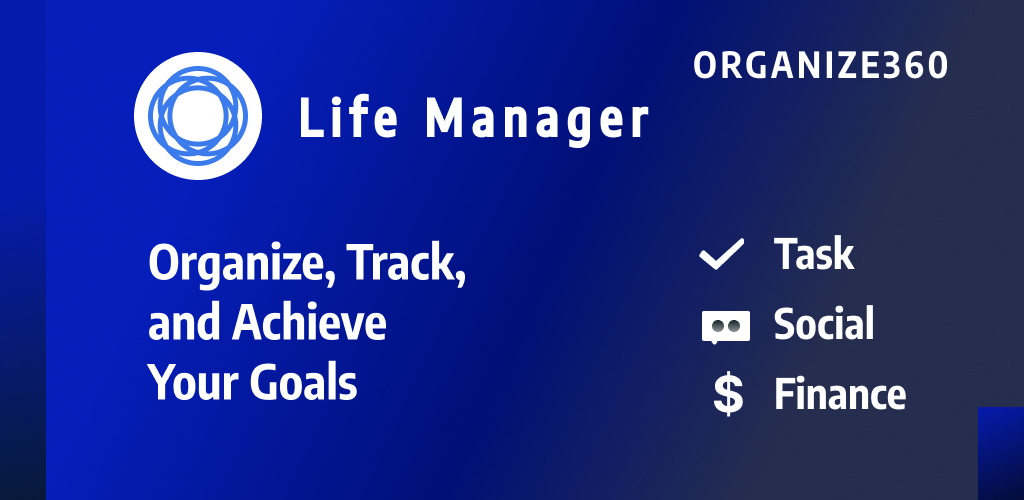 ORGANIZE360
Life Manager
Organize, Track,
and Achieve
Your Goals
Task
Social
$ Finance